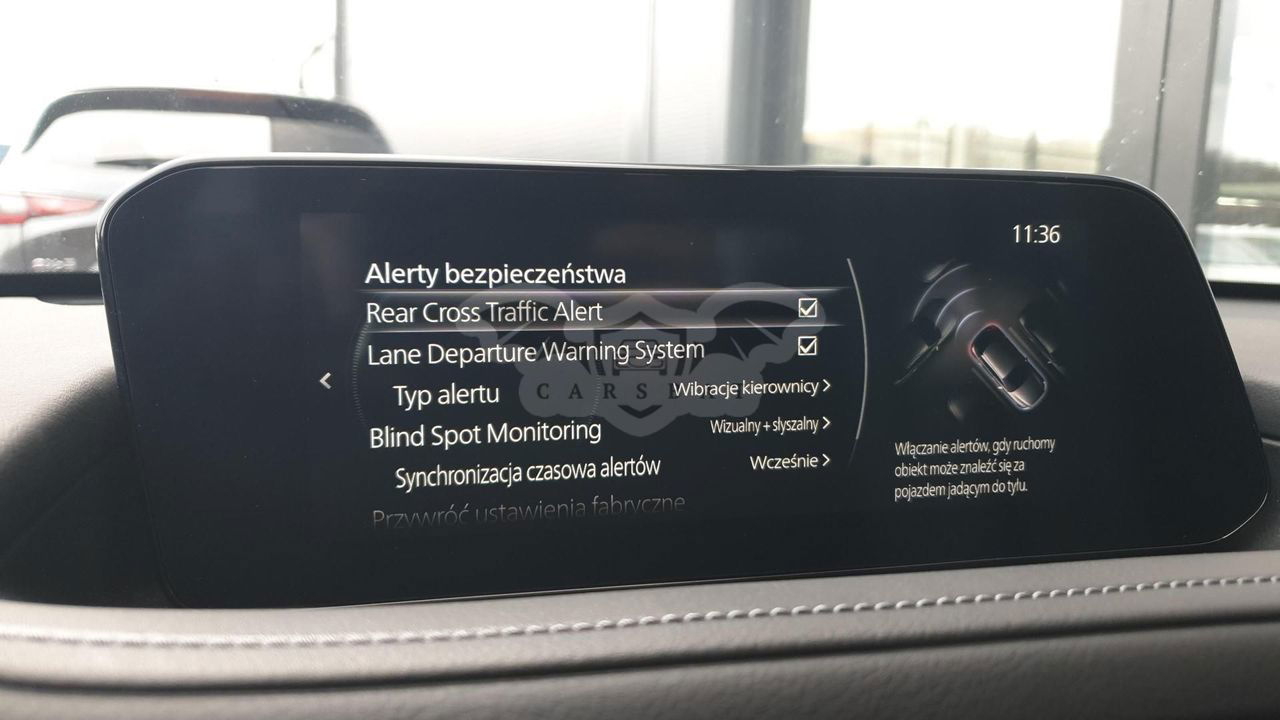 11:36
Alerty bezpieczeństwa
Rear Cross Traffic Alert
Lane Departure Warning System
Typ alertu Wibracje kierownicy >
Blind Spot Monitoring Wizualny + słyszalny >
Synchronizacja czasowa alertów Wcześnie >
Przywróć ustawienia fabryczne
Włączanie alertów, gdy ruchomy
obiekt może znaleźć się za
pojazdem jadącym do tyłu.